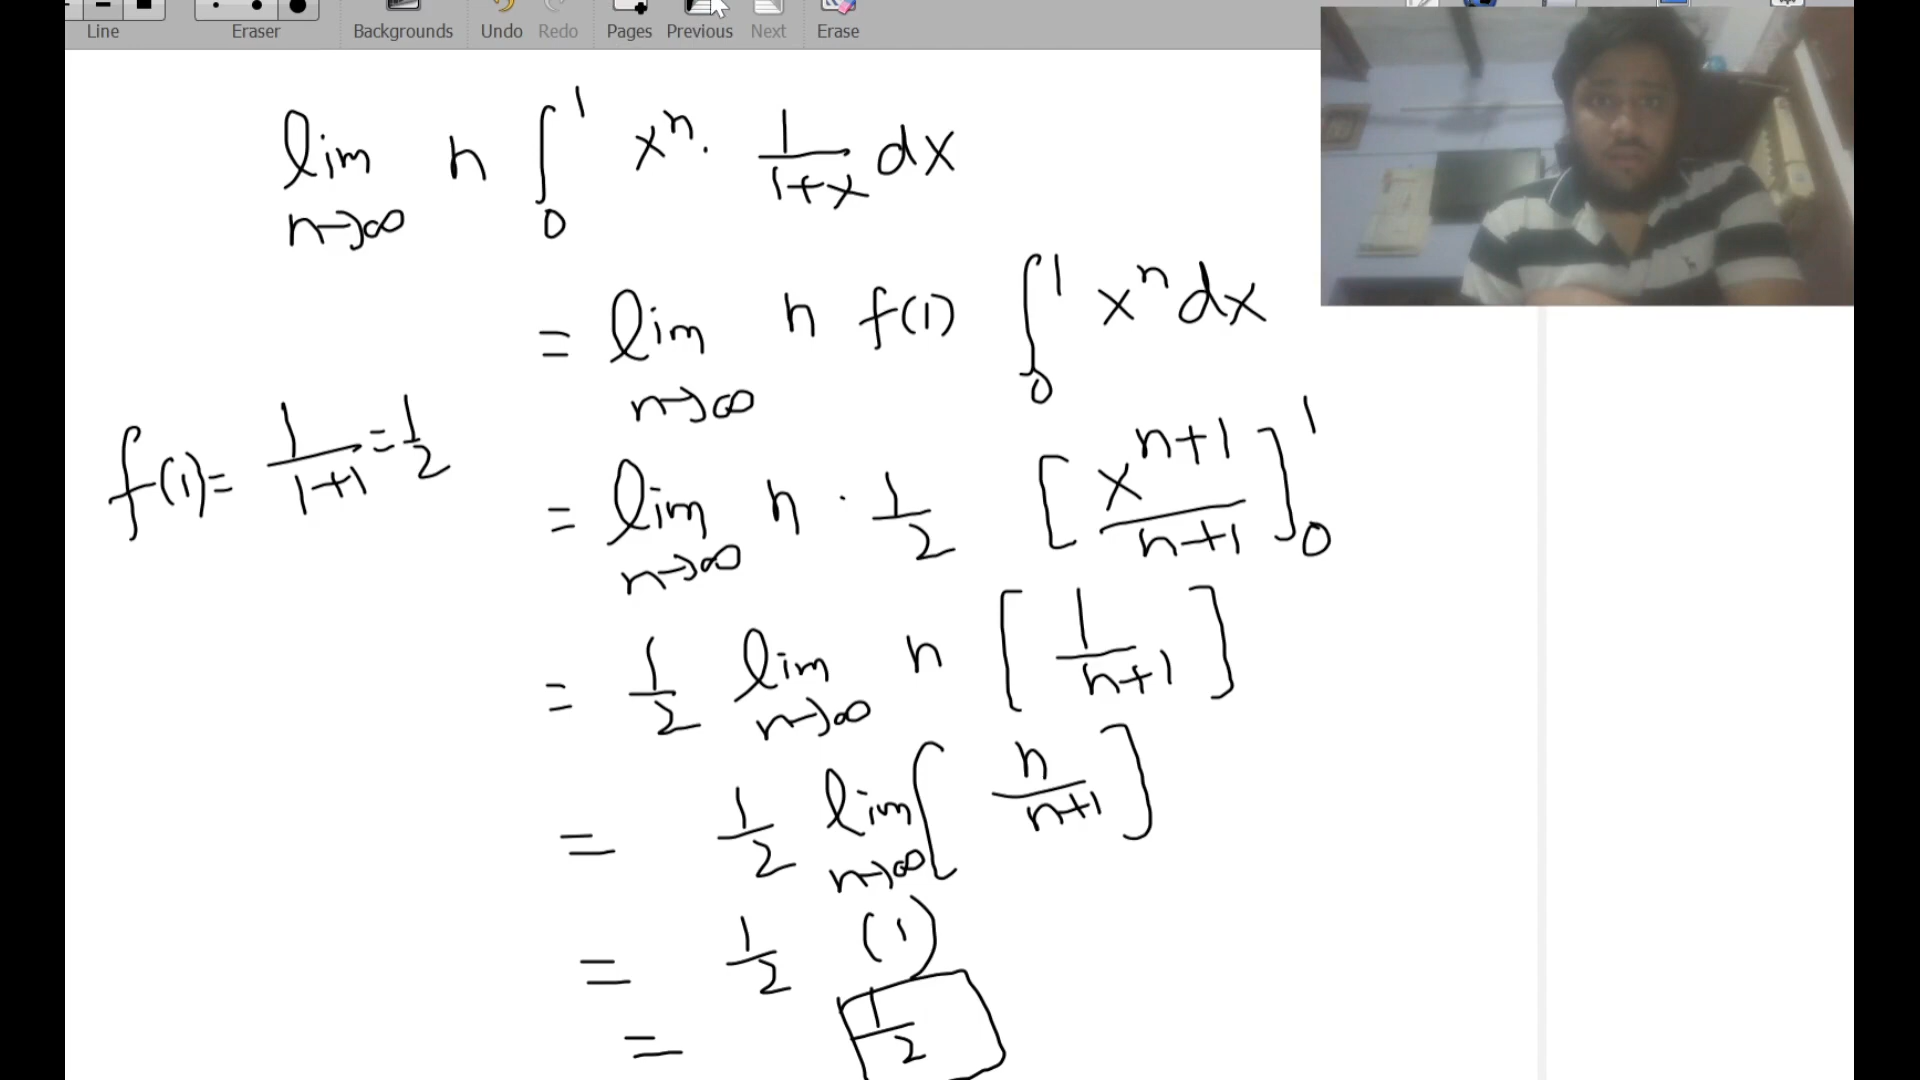 Line Eraser Backgrounds Undo Redo Pages Previous Next Erase
lim n→∞ n ∫₀¹ xⁿ · 1/(1+x) dx
= lim n→∞ n f(1) ∫₀¹ xⁿ dx
f(1) = 1/(1+1) = 1/2
= lim n→∞ n · 1/2 [xⁿ⁺¹/(n+1)]₀¹
= 1/2 lim n→∞ n [1/(n+1)]
= 1/2 lim n→∞ [n/(n+1)]
= 1/2 (1)
= 1/2